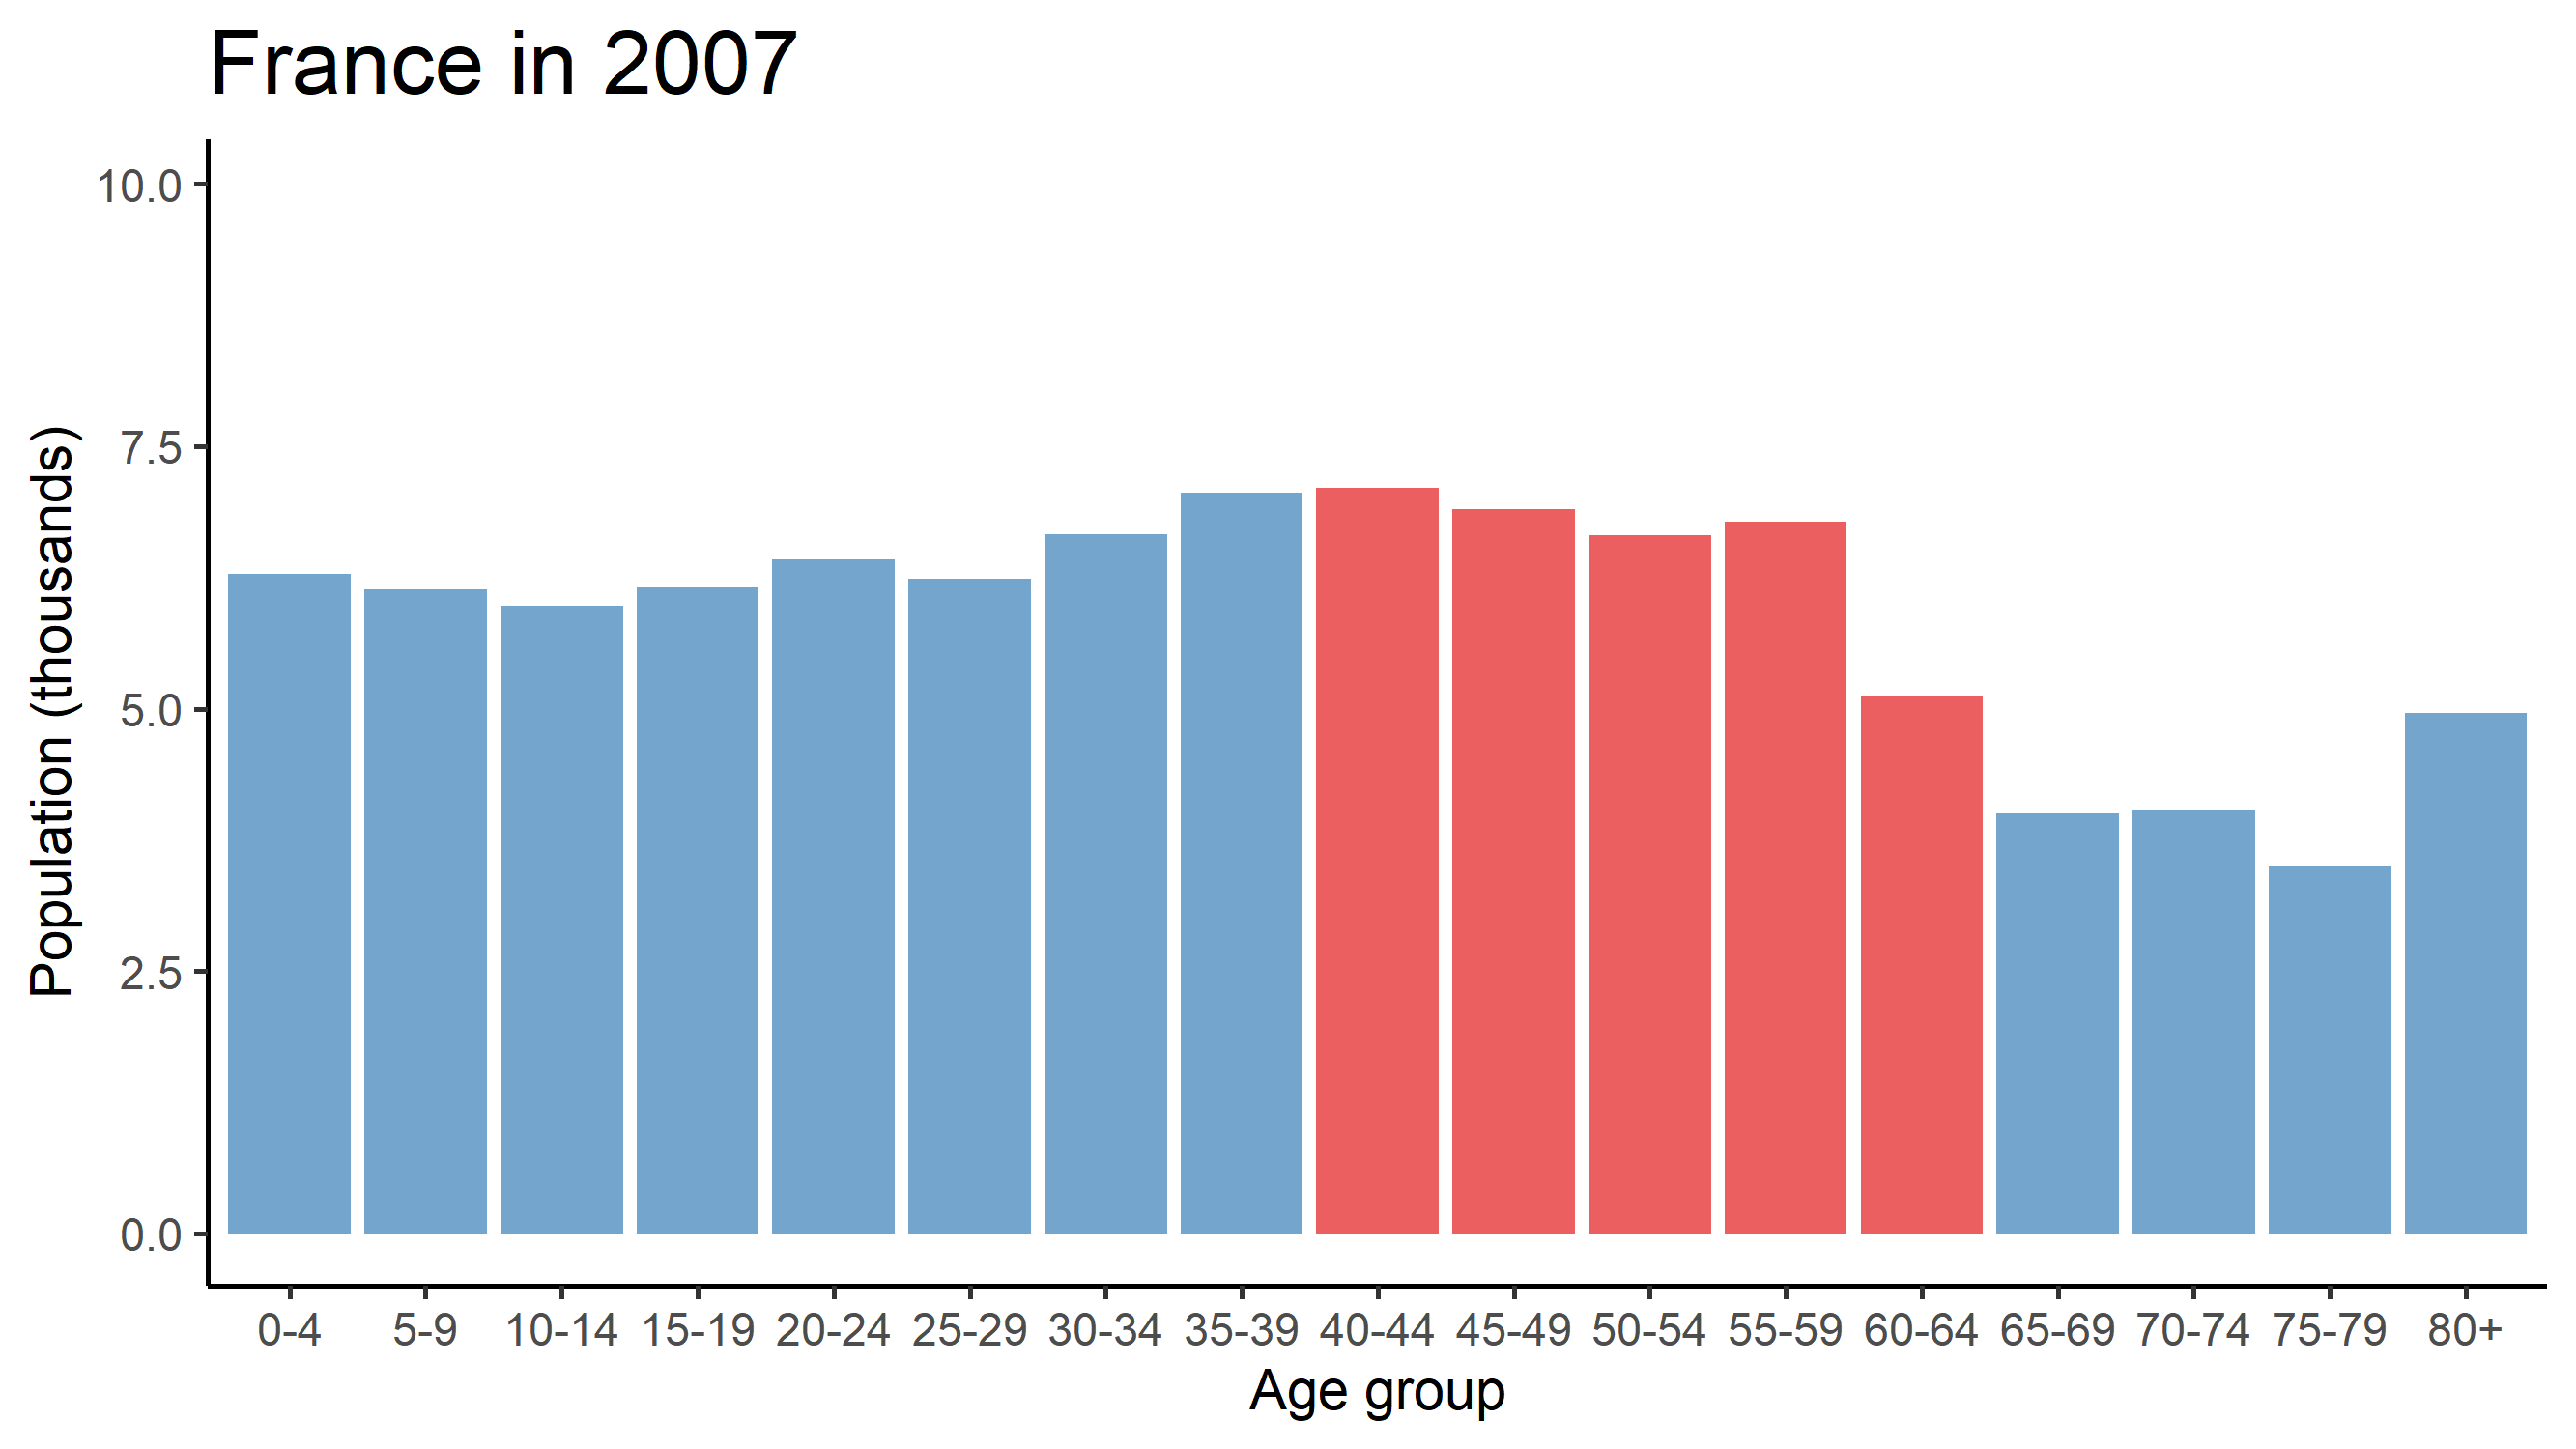 France in 2007
Population (thousands)
10.0
7.5
5.0
2.5
0.0
0-4 5-9 10-14 15-19 20-24 25-29 30-34 35-39 40-44 45-49 50-54 55-59 60-64 65-69 70-74 75-79 80+
Age group